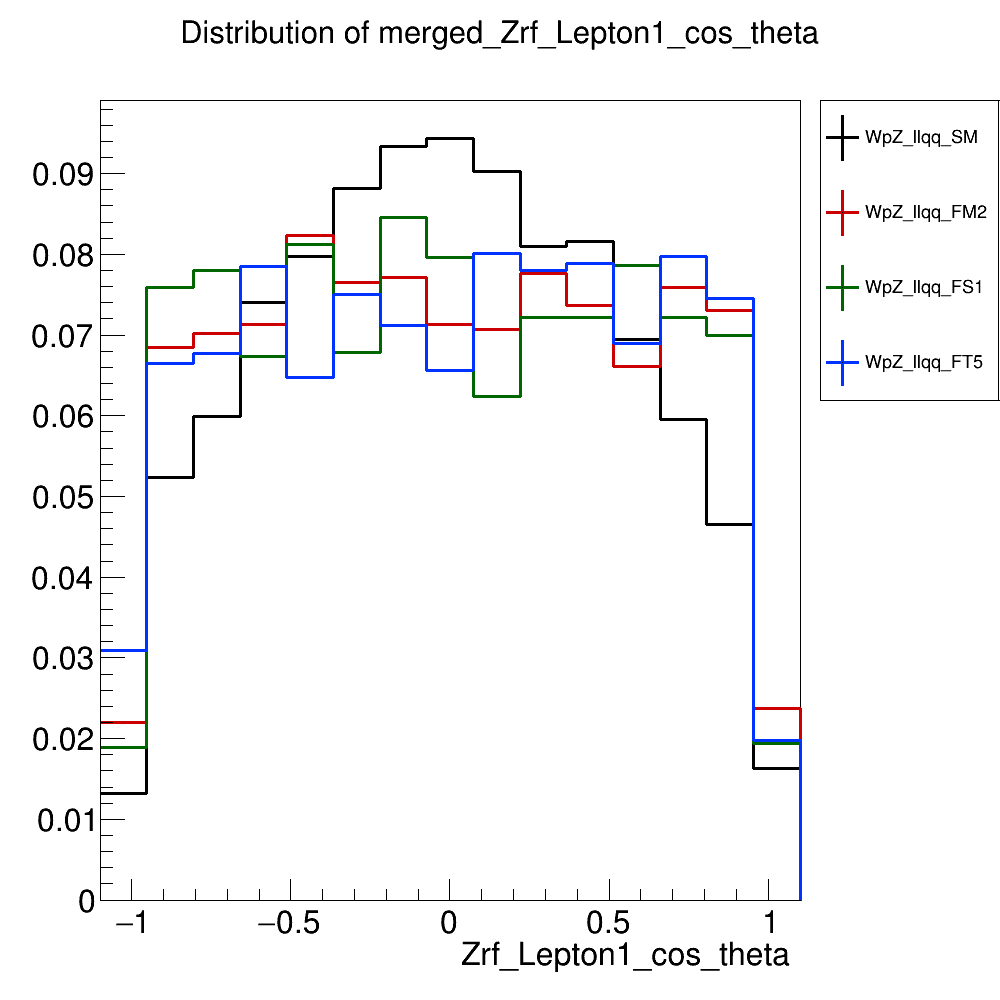 Distribution of merged_Zrf_Lepton1_cos_theta
WpZ_llqq_SM
WpZ_llqq_FM2
WpZ_llqq_FS1
WpZ_llqq_FT5
0.09
0.08
0.07
0.06
0.05
0.04
0.03
0.02
0.01
0
−1 −0.5 0 0.5 1
Zrf_Lepton1_cos_theta